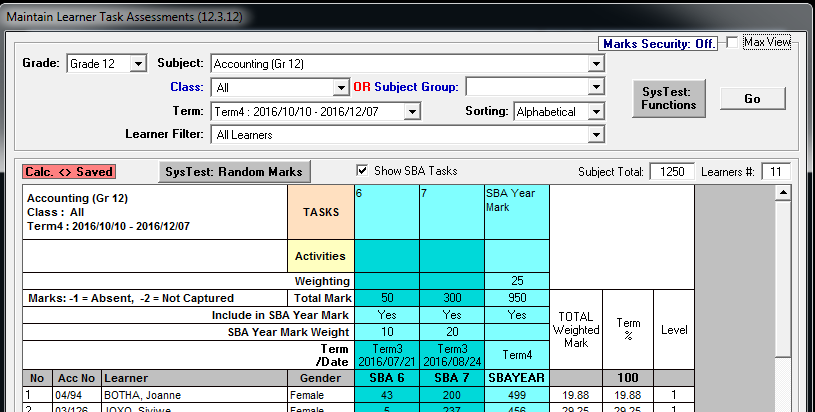 Maintain Learner Task Assessments (12.3.12)
Marks Security: Off. Max View
Grade: Grade 12 Subject: Accounting (Gr 12)
Class: All OR Subject Group:
SysTest: Functions Go
Term: Term4 : 2016/10/10 - 2016/12/07 Sorting: Alphabetical
Learner Filter: All Learners
Calc. <> Saved SysTest: Random Marks Show SBA Tasks Subject Total: 1250 Learners #: 11
Accounting (Gr 12)
Class : All
Term4 : 2016/10/10 - 2016/12/07
TASKS 6 7 SBA Year Mark
Activities
Weighting 25
Marks: -1 = Absent, -2 = Not Captured Total Mark 50 300 950
Include in SBA Year Mark Yes Yes Yes
SBA Year Mark Weight 10 20
TOTAL Weighted Mark Term % Level
Term /Date Term3 2016/07/21 Term3 2016/08/24 Term4
No Acc No Learner Gender SBA 6 SBA 7 SBAYEAR 100
1 04/94 BOTHA, Joanne Female 43 200 499 19.88 19.88 1
2 03/126 JOXO, Siviwe Female 5 237 456 29.25 29.25 1